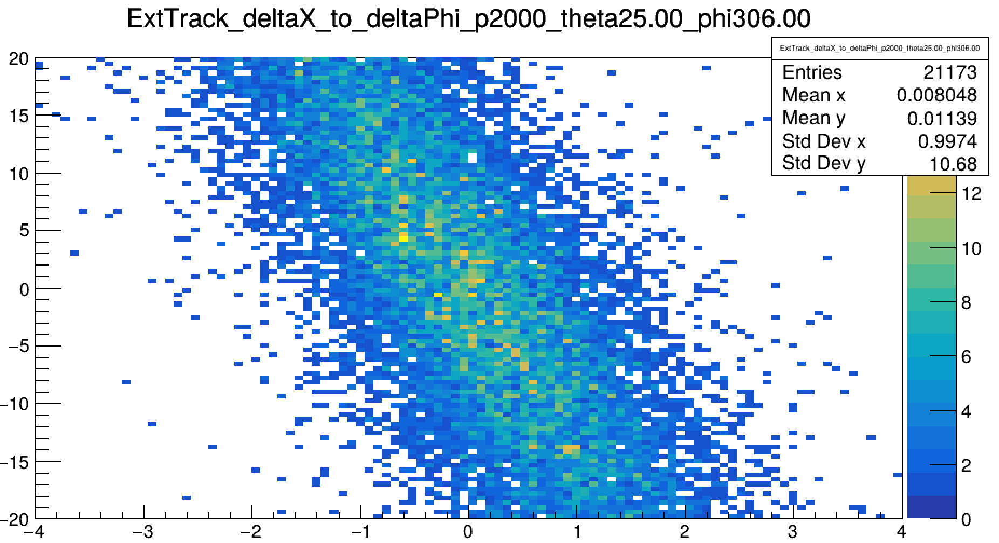 ExtTrack_deltaX_to_deltaPhi_p2000_theta25.00_phi306.00
ExtTrack_deltaX_to_deltaPhi_p2000_theta25.00_phi306.00
Entries 21173
Mean x 0.008048
Mean y 0.01139
Std Dev x 0.9974
Std Dev y 10.68
20
15
10
5
0
−5
−10
−15
−20
−4 −3 −2 −1 0 1 2 3 4
12
10
8
6
4
2
0